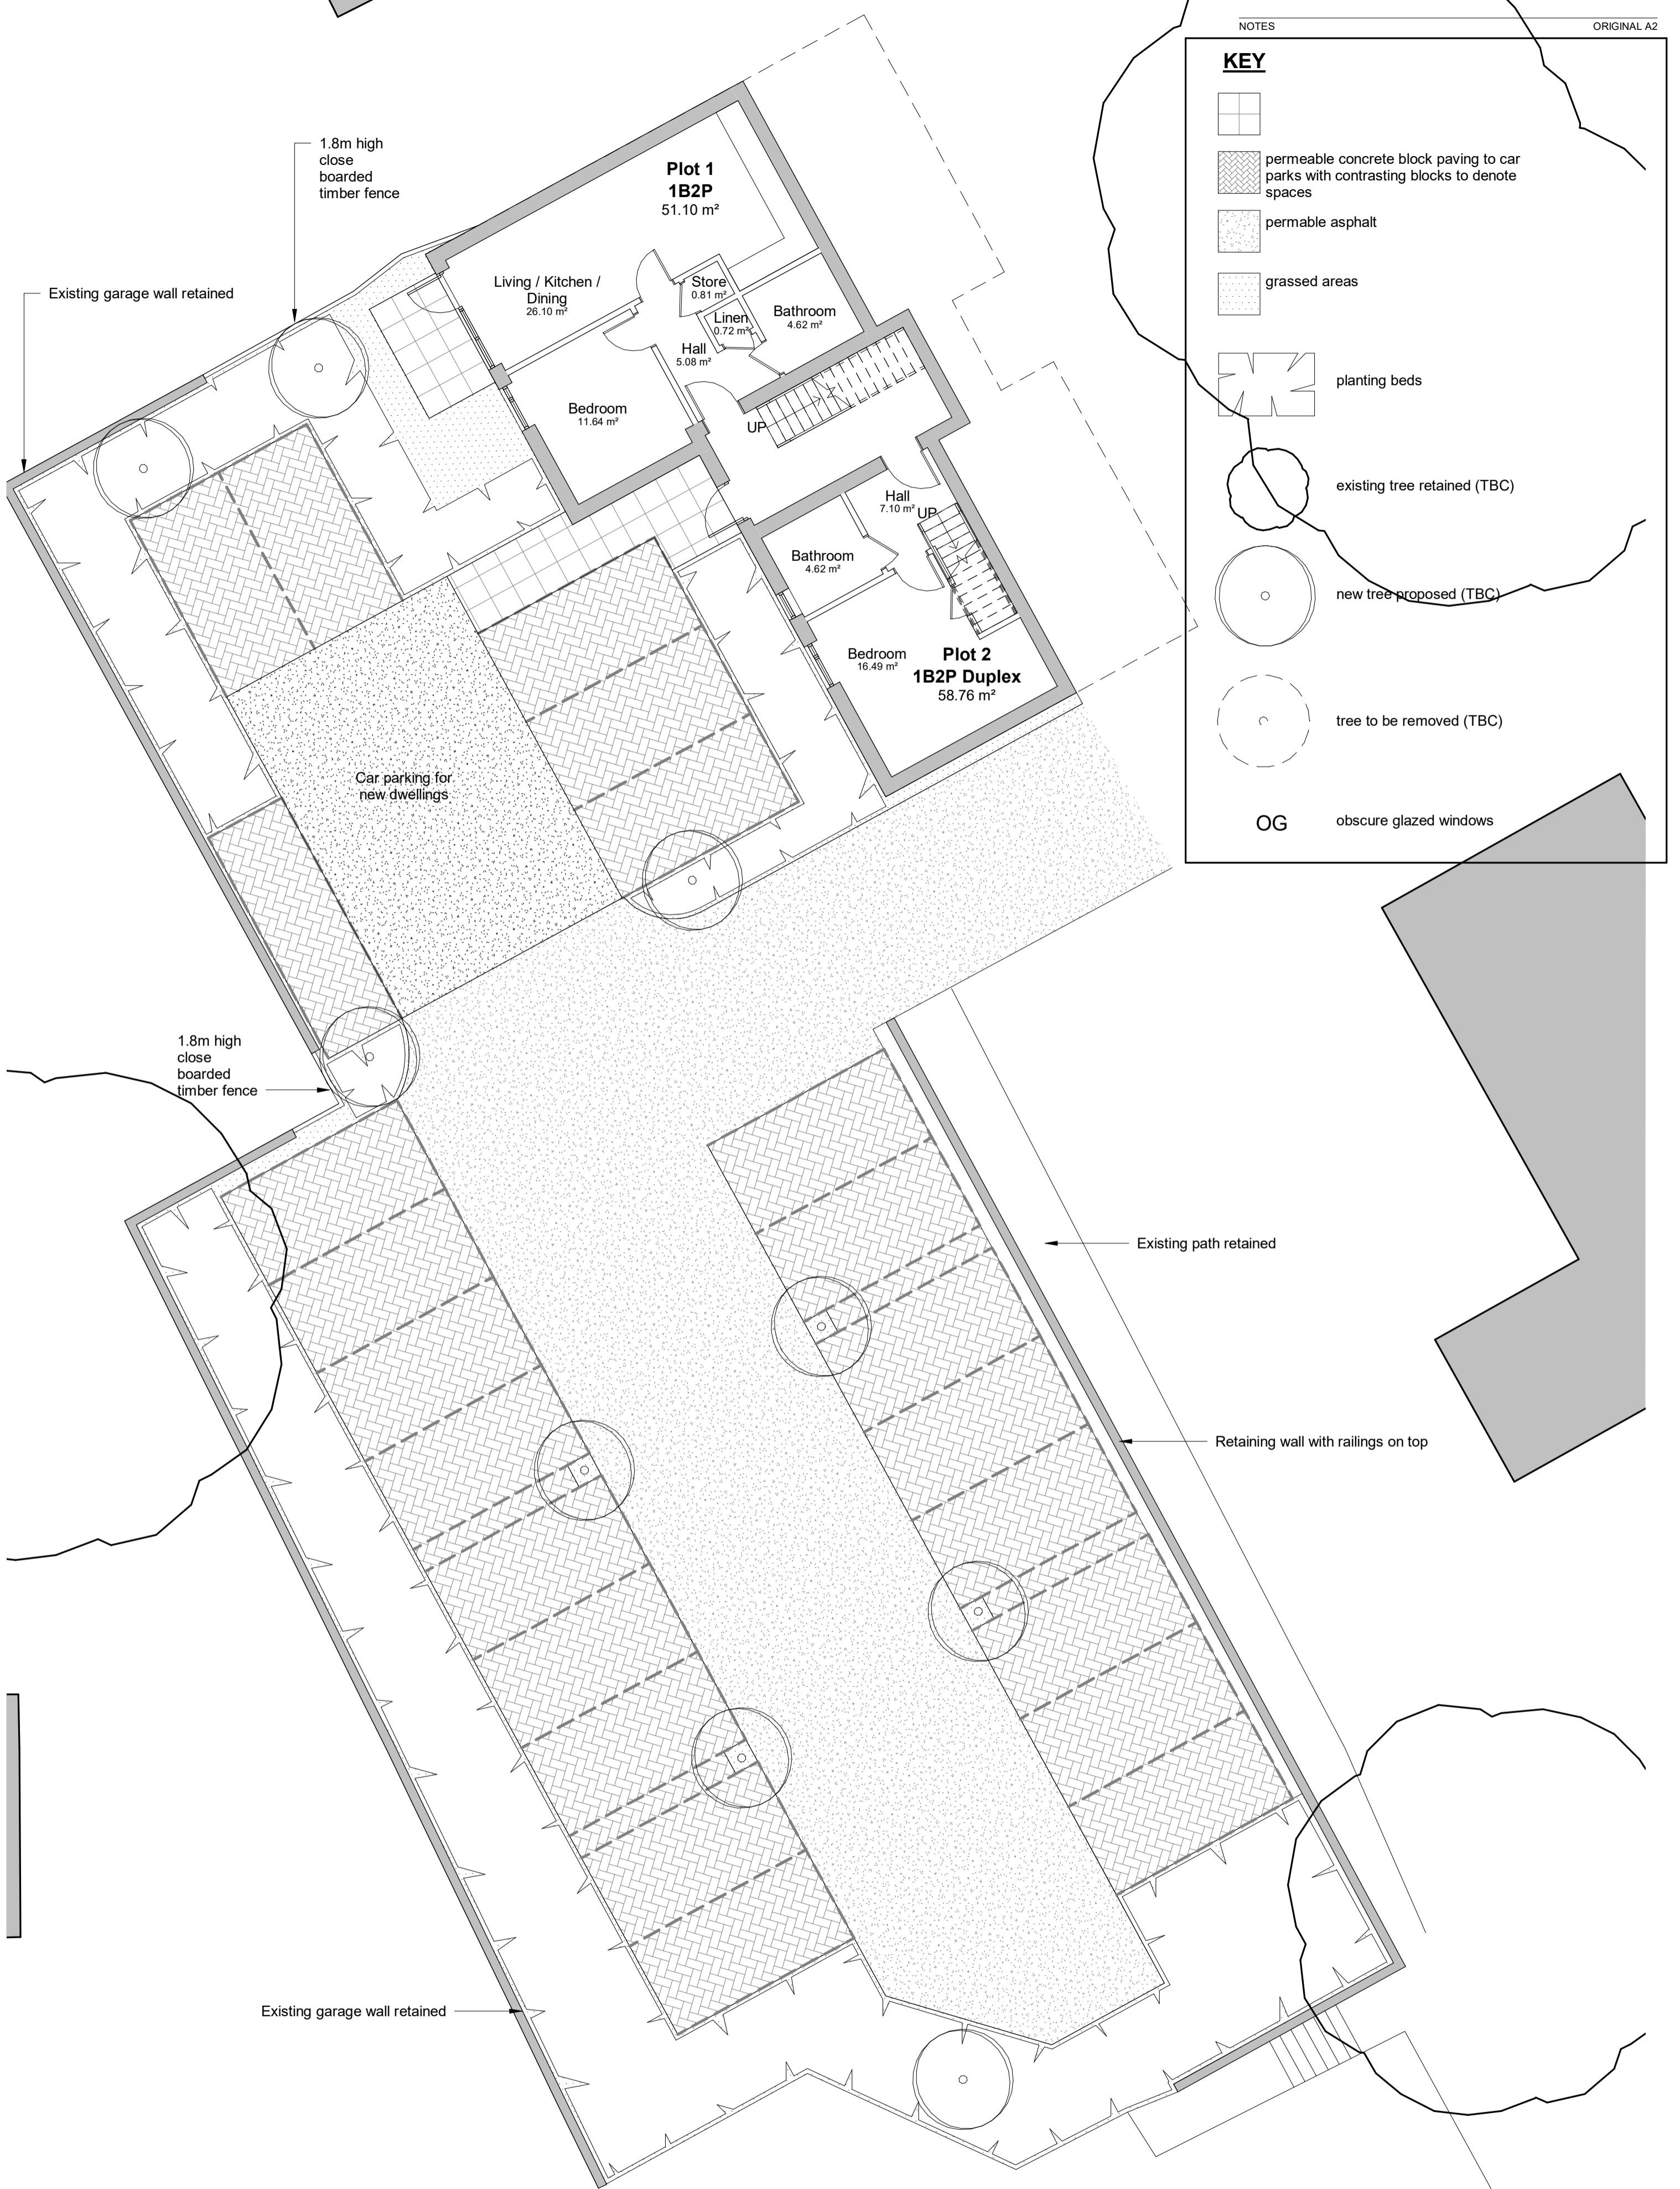 NOTES
ORIGINAL A2
KEY
permeable concrete block paving to car
parks with contrasting blocks to denote
spaces
permable asphalt
grassed areas
planting beds
existing tree retained (TBC)
new tree proposed (TBC)
tree to be removed (TBC)
OG
obscure glazed windows
1.8m high
close
boarded
timber fence
Existing garage wall retained
Plot 1
1B2P
51.10 m²
Living / Kitchen /
Dining
26.10 m²
Store
0.81 m²
Linen
0.72 m²
Bathroom
4.62 m²
Hall
5.08 m²
Bedroom
11.64 m²
UP
Hall
7.10 m²
UP
Bathroom
4.62 m²
Bedroom
16.49 m²
Plot 2
1B2P Duplex
58.76 m²
Car parking for
new dwellings
1.8m high
close
boarded
timber fence
Existing path retained
Retaining wall with railings on top
Existing garage wall retained